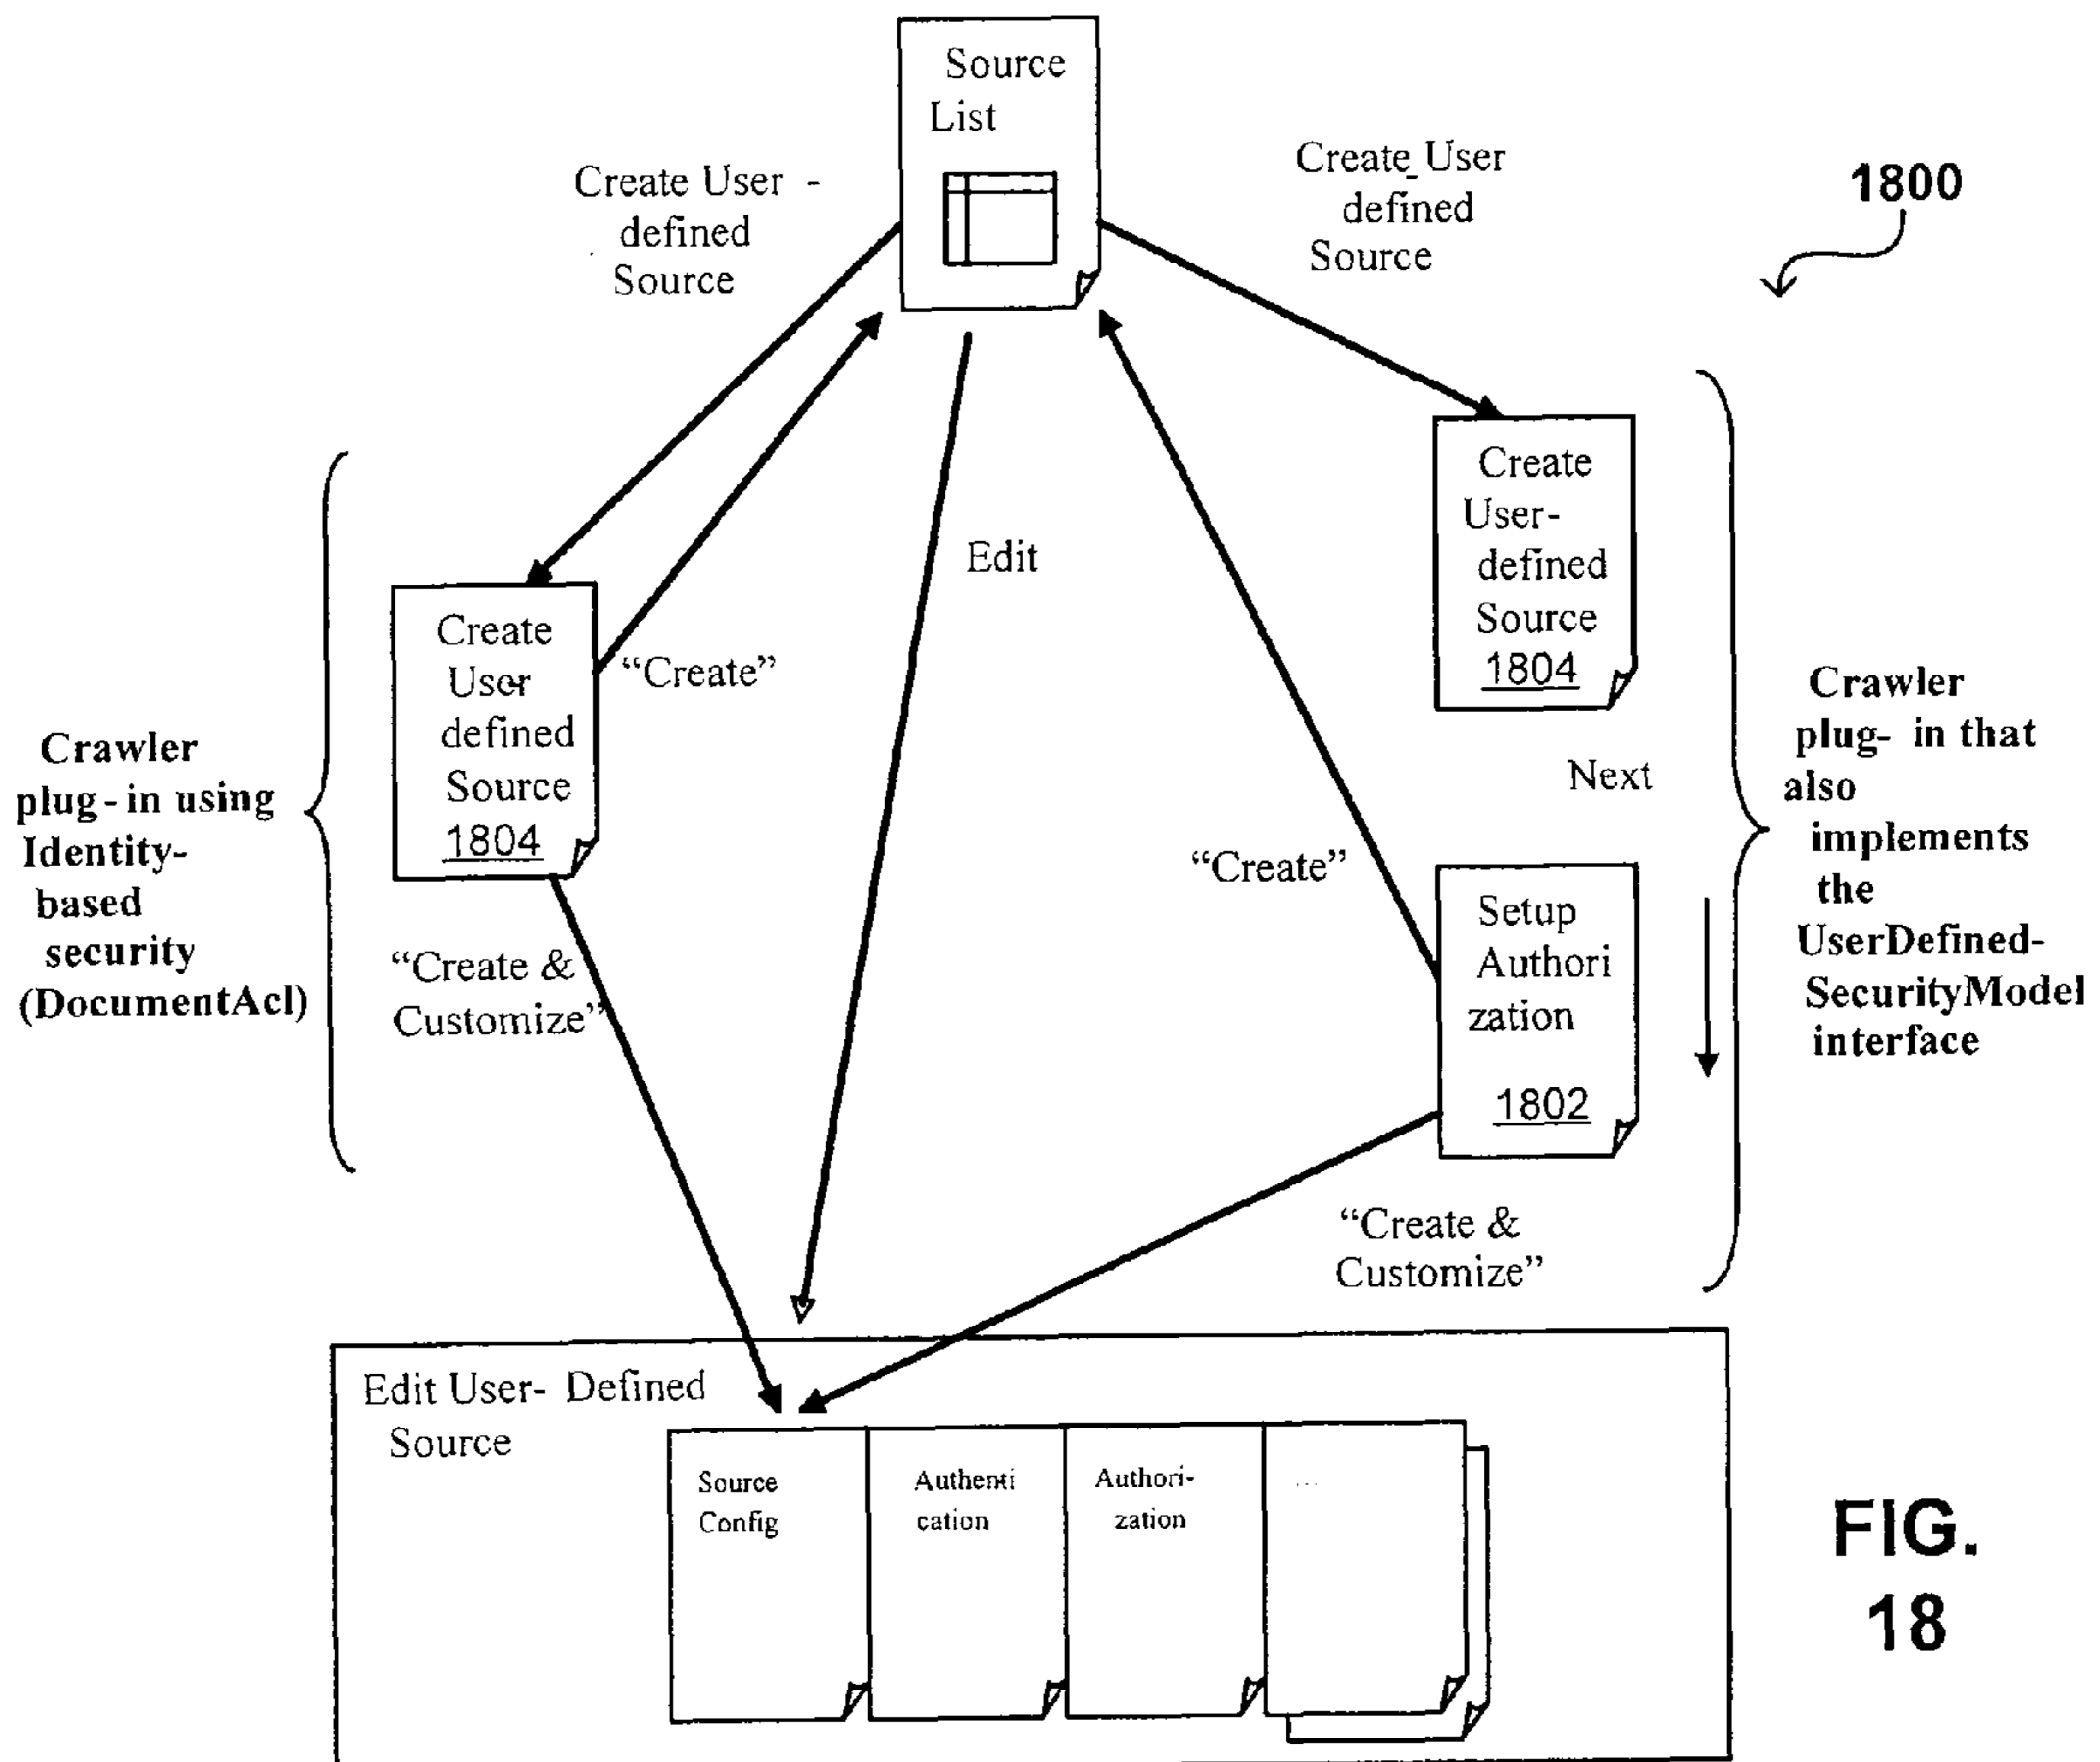 Source
List
Create User -
defined
Source
Create User
defined
Source
1800
Create
User-
defined
Source
1804
Edit
Create
User
defined
Source
1804
"Create"
Crawler
plug-in using
Identity-
based
security
(DocumentAcl)
Crawler
plug- in that
also
implements
the
UserDefined-
SecurityModel
interface
Next
"Create"
Setup
Authori
zation
1802
"Create &
Customize"
"Create &
Customize"
Edit User- Defined
Source
Source
Config
Authenti
cation
Authori-
zation
...
FIG.
18